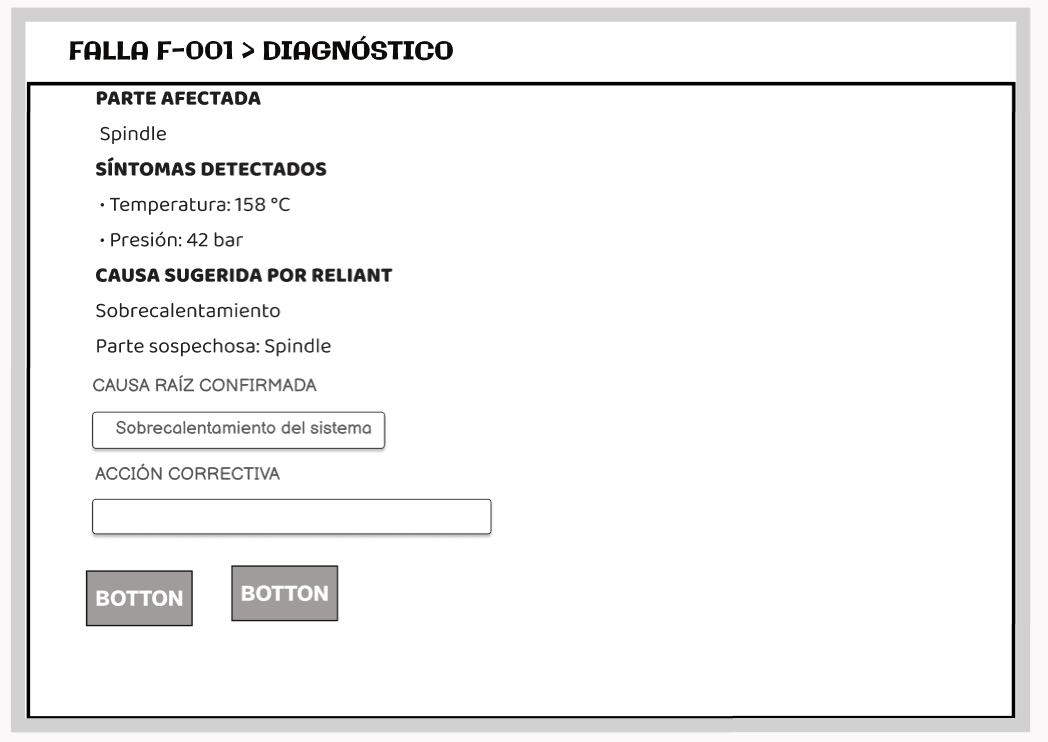 FALLA F-001 > DIAGNÓSTICO
PARTE AFECTADA
Spindle
SÍNTOMAS DETECTADOS
• Temperatura: 158 °C
• Presión: 42 bar
CAUSA SUGERIDA POR RELIANT
Sobrecalentamiento
Parte sospechosa: Spindle
CAUSA RAÍZ CONFIRMADA
Sobrecalentamiento del sistema
ACCIÓN CORRECTIVA
BOTTON
BOTTON